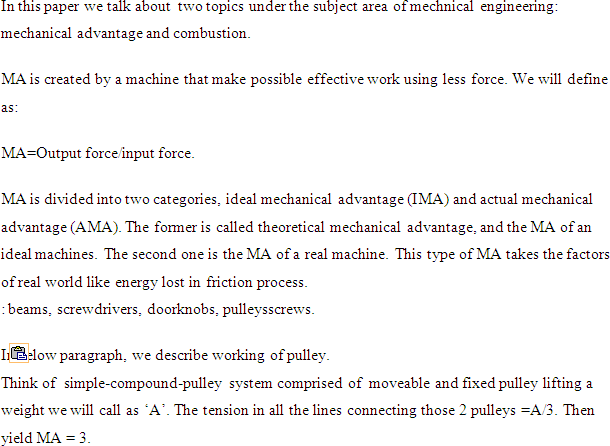 In this paper we talk about two topics under the subject area of mechnical engineering:
mechanical advantage and combustion.
MA is created by a machine that make possible effective work using less force. We will define
as:
MA=Output force/input force.
MA is divided into two categories, ideal mechanical advantage (IMA) and actual mechanical
advantage (AMA). The former is called theoretical mechanical advantage, and the MA of an
ideal machines. The second one is the MA of a real machine. This type of MA takes the factors
of real world like energy lost in friction process.
: beams, screwdrivers, doorknobs, pulleysscrews.
paragraph, we describe working of pulley.
Think of simple-compound-pulley system comprised of moveable and fixed pulley lifting a
weight we will call as ‘A’. The tension in all the lines connecting those 2 pulleys =A/3. Then
yield MA = 3.